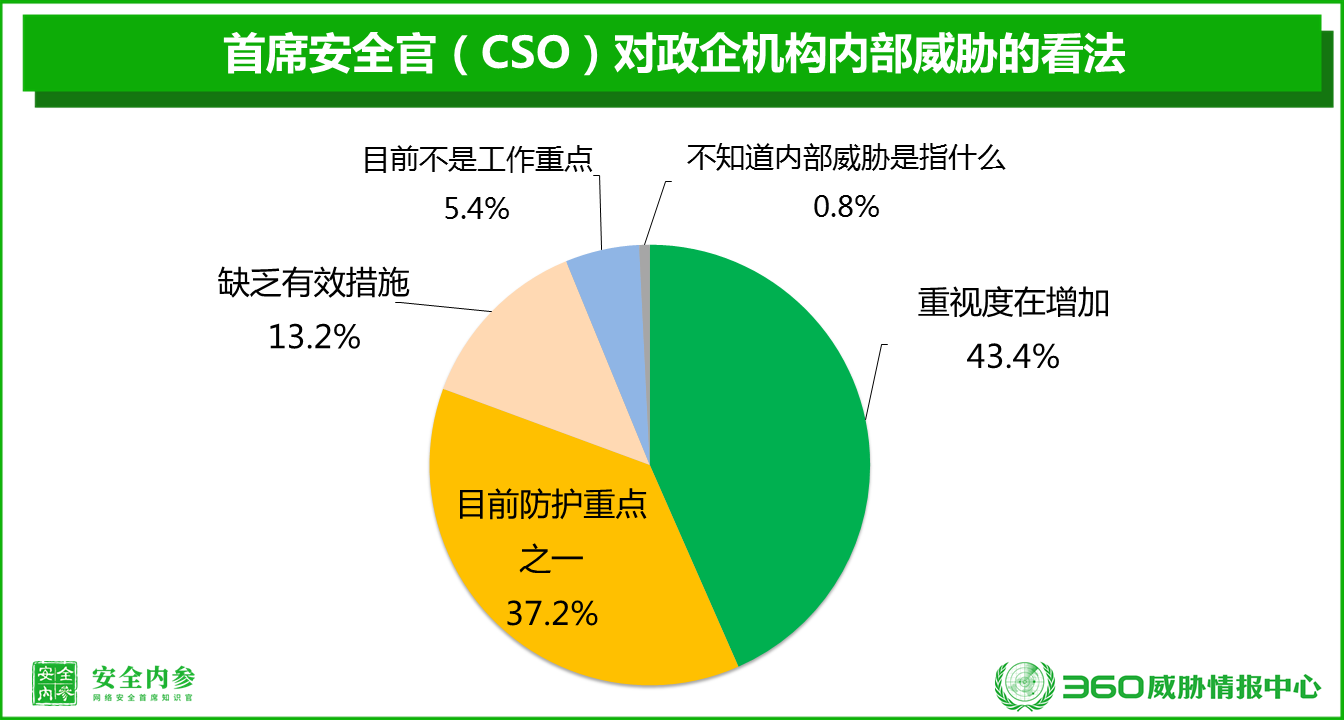 首席安全官（CSO）对政企机构内部威胁的看法
目前不是工作重点
5.4%
不知道内部威胁是指什么
0.8%
缺乏有效措施
13.2%
重视度在增加
43.4%
目前防护重点
之一
37.2%
安全
内参
安全内参
网络安全首席知识官
360威胁情报中心